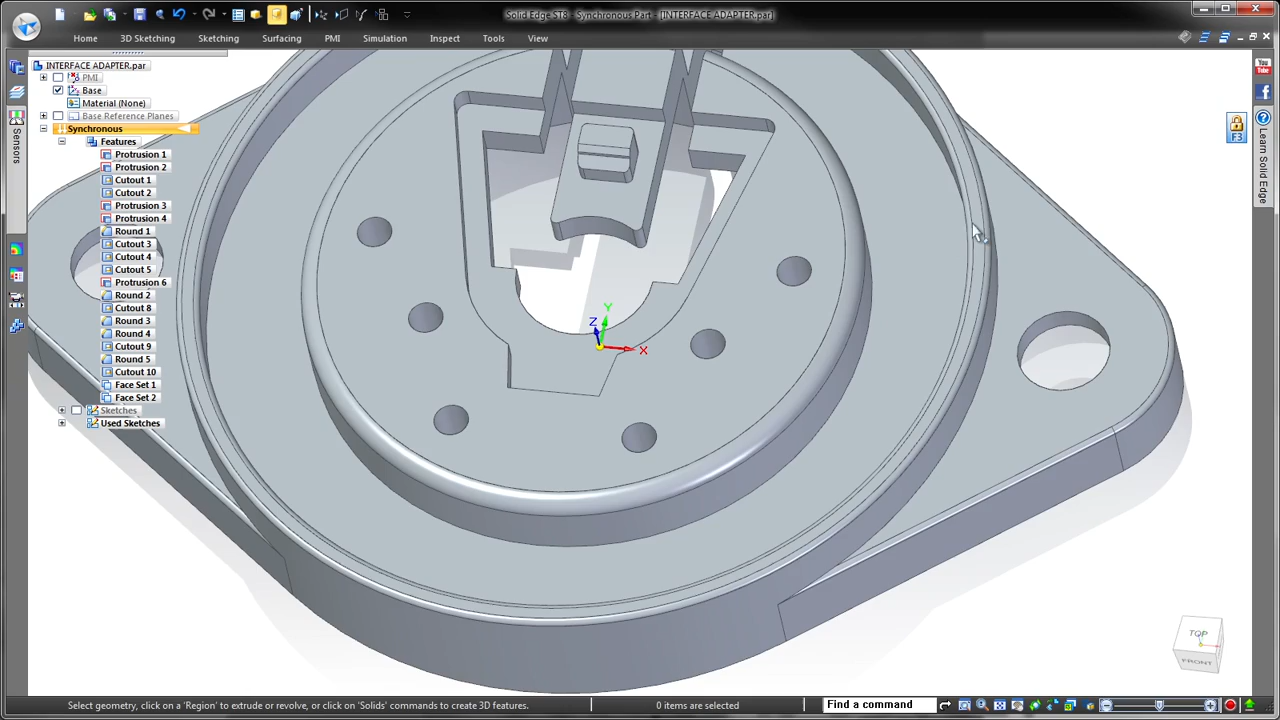 Solid Edge ST5 - Synchronous Part - [INTERFACE ADAPTER.par]
Home
3D Sketching
Sketching
Surfacing
PMI
Simulation
Inspect
Tools
View
INTERFACE ADAPTER.par
PMI
Base
Material (None)
Base Reference Planes
Synchronous
Features
Protrusion 1
Protrusion 2
Cutout 1
Cutout 2
Protrusion 3
Protrusion 4
Round 1
Cutout 3
Cutout 4
Cutout 5
Protrusion 6
Round 2
Cutout 8
Round 3
Round 4
Cutout 9
Round 5
Cutout 10
Face Set 1
Face Set 2
Sketches
Used Sketches
Sensors
Y
Z
X
You
Tube
F3
Learn Solid Edge
TOP
FRONT
Select geometry, click on a 'Region' to extrude or revolve, or click on 'Solids' commands to create 3D features.
0 items are selected
Find a command